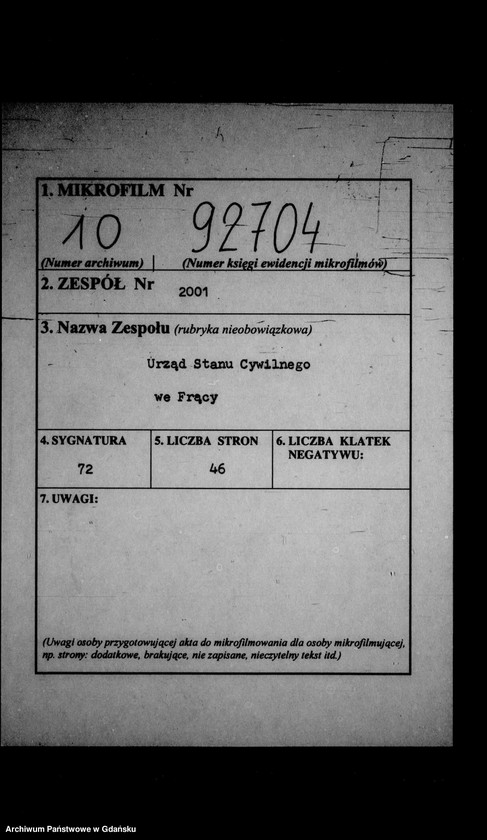 1. MIKROFILM Nr
10 92704
(Numer archiwum) (Numer księgi ewidencji mikrofilmów)
2. ZESPÓŁ Nr 2001
3. Nazwa Zespołu (rubryka nieobowiązkowa)
Urząd Stanu Cywilnego
we Frący
4. SYGNATURA 5. LICZBA STRON 6. LICZBA KLATEK
NEGATYWU:
72 46
7. UWAGI:
(Uwagi osoby przygotowującej akta do mikrofilmowania dla osoby mikrofilmującej,
np. strony: dodatkowe, brakujące, nie zapisane, nieczytelny tekst itd.)
Archiwum Państwowe w Gdańsku